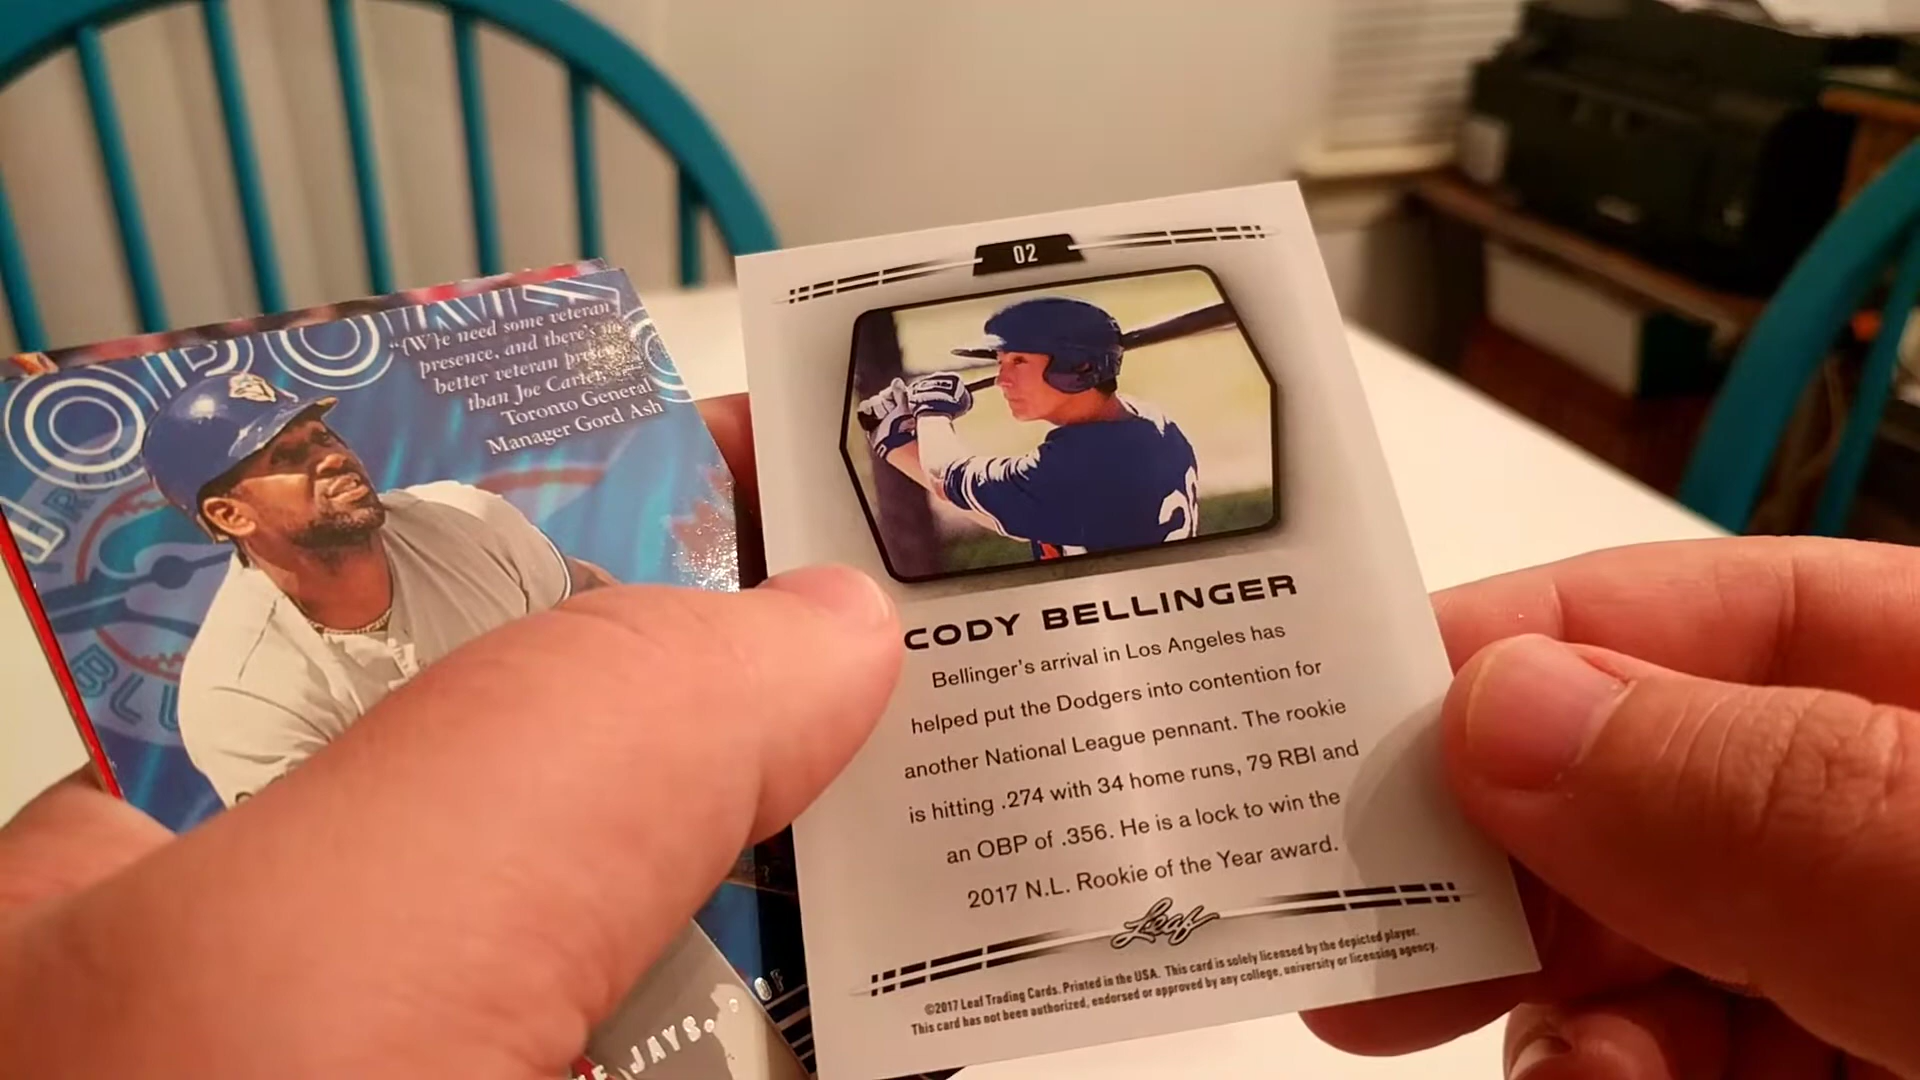 TORONTO
"[W]e need some veteran
presence, and there's no
better veteran
than Joe Carter
Toronto General
Manager Gord Ash
BLU
OF
JAYS.
02
CODY BELLINGER
Bellinger's arrival in Los Angeles has
helped put the Dodgers into contention for
another National League pennant. The rookie
is hitting .274 with 34 home runs, 79 RBI and
an OBP of .356. He is a lock to win the
2017 N.L. Rookie of the Year award.
Leaf
©2017 Leaf Trading Cards. Printed in the USA. This card is solely licensed by the depicted player.
This card has not been authorized, endorsed or approved by any college, university or licensing agency.